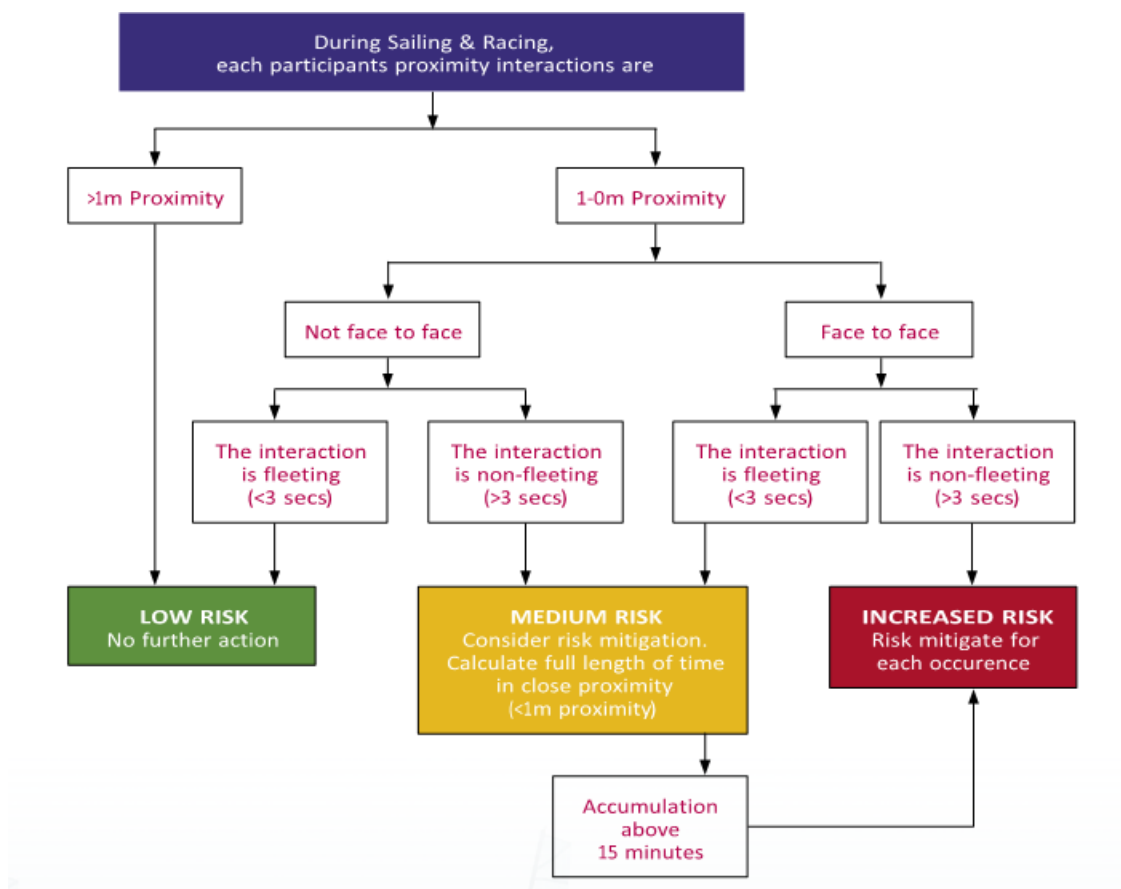 During Sailing & Racing,
each participants proximity interactions are
>1m Proximity
1-0m Proximity
Not face to face
Face to face
The interaction
is fleeting
(<3 secs)
The interaction
is non-fleeting
(>3 secs)
The interaction
is fleeting
(<3 secs)
The interaction
is non-fleeting
(>3 secs)
LOW RISK
No further action
MEDIUM RISK
Consider risk mitigation.
Calculate full length of time
in close proximity
(<1m proximity)
INCREASED RISK
Risk mitigate for
each occurence
Accumulation
above
15 minutes